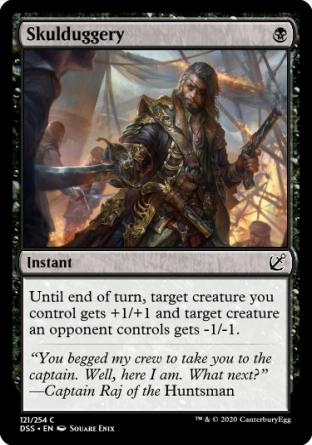 Skulduggery
Instant
Until end of turn, target creature you
control gets +1/+1 and target creature
an opponent controls gets -1/-1.
“You begged my crew to take you to the
captain. Well, here I am. What next?”
—Captain Raj of the Huntsman
121/254 C
DSS • EN Square Enix
™ & © 2020 CanterburyEgg